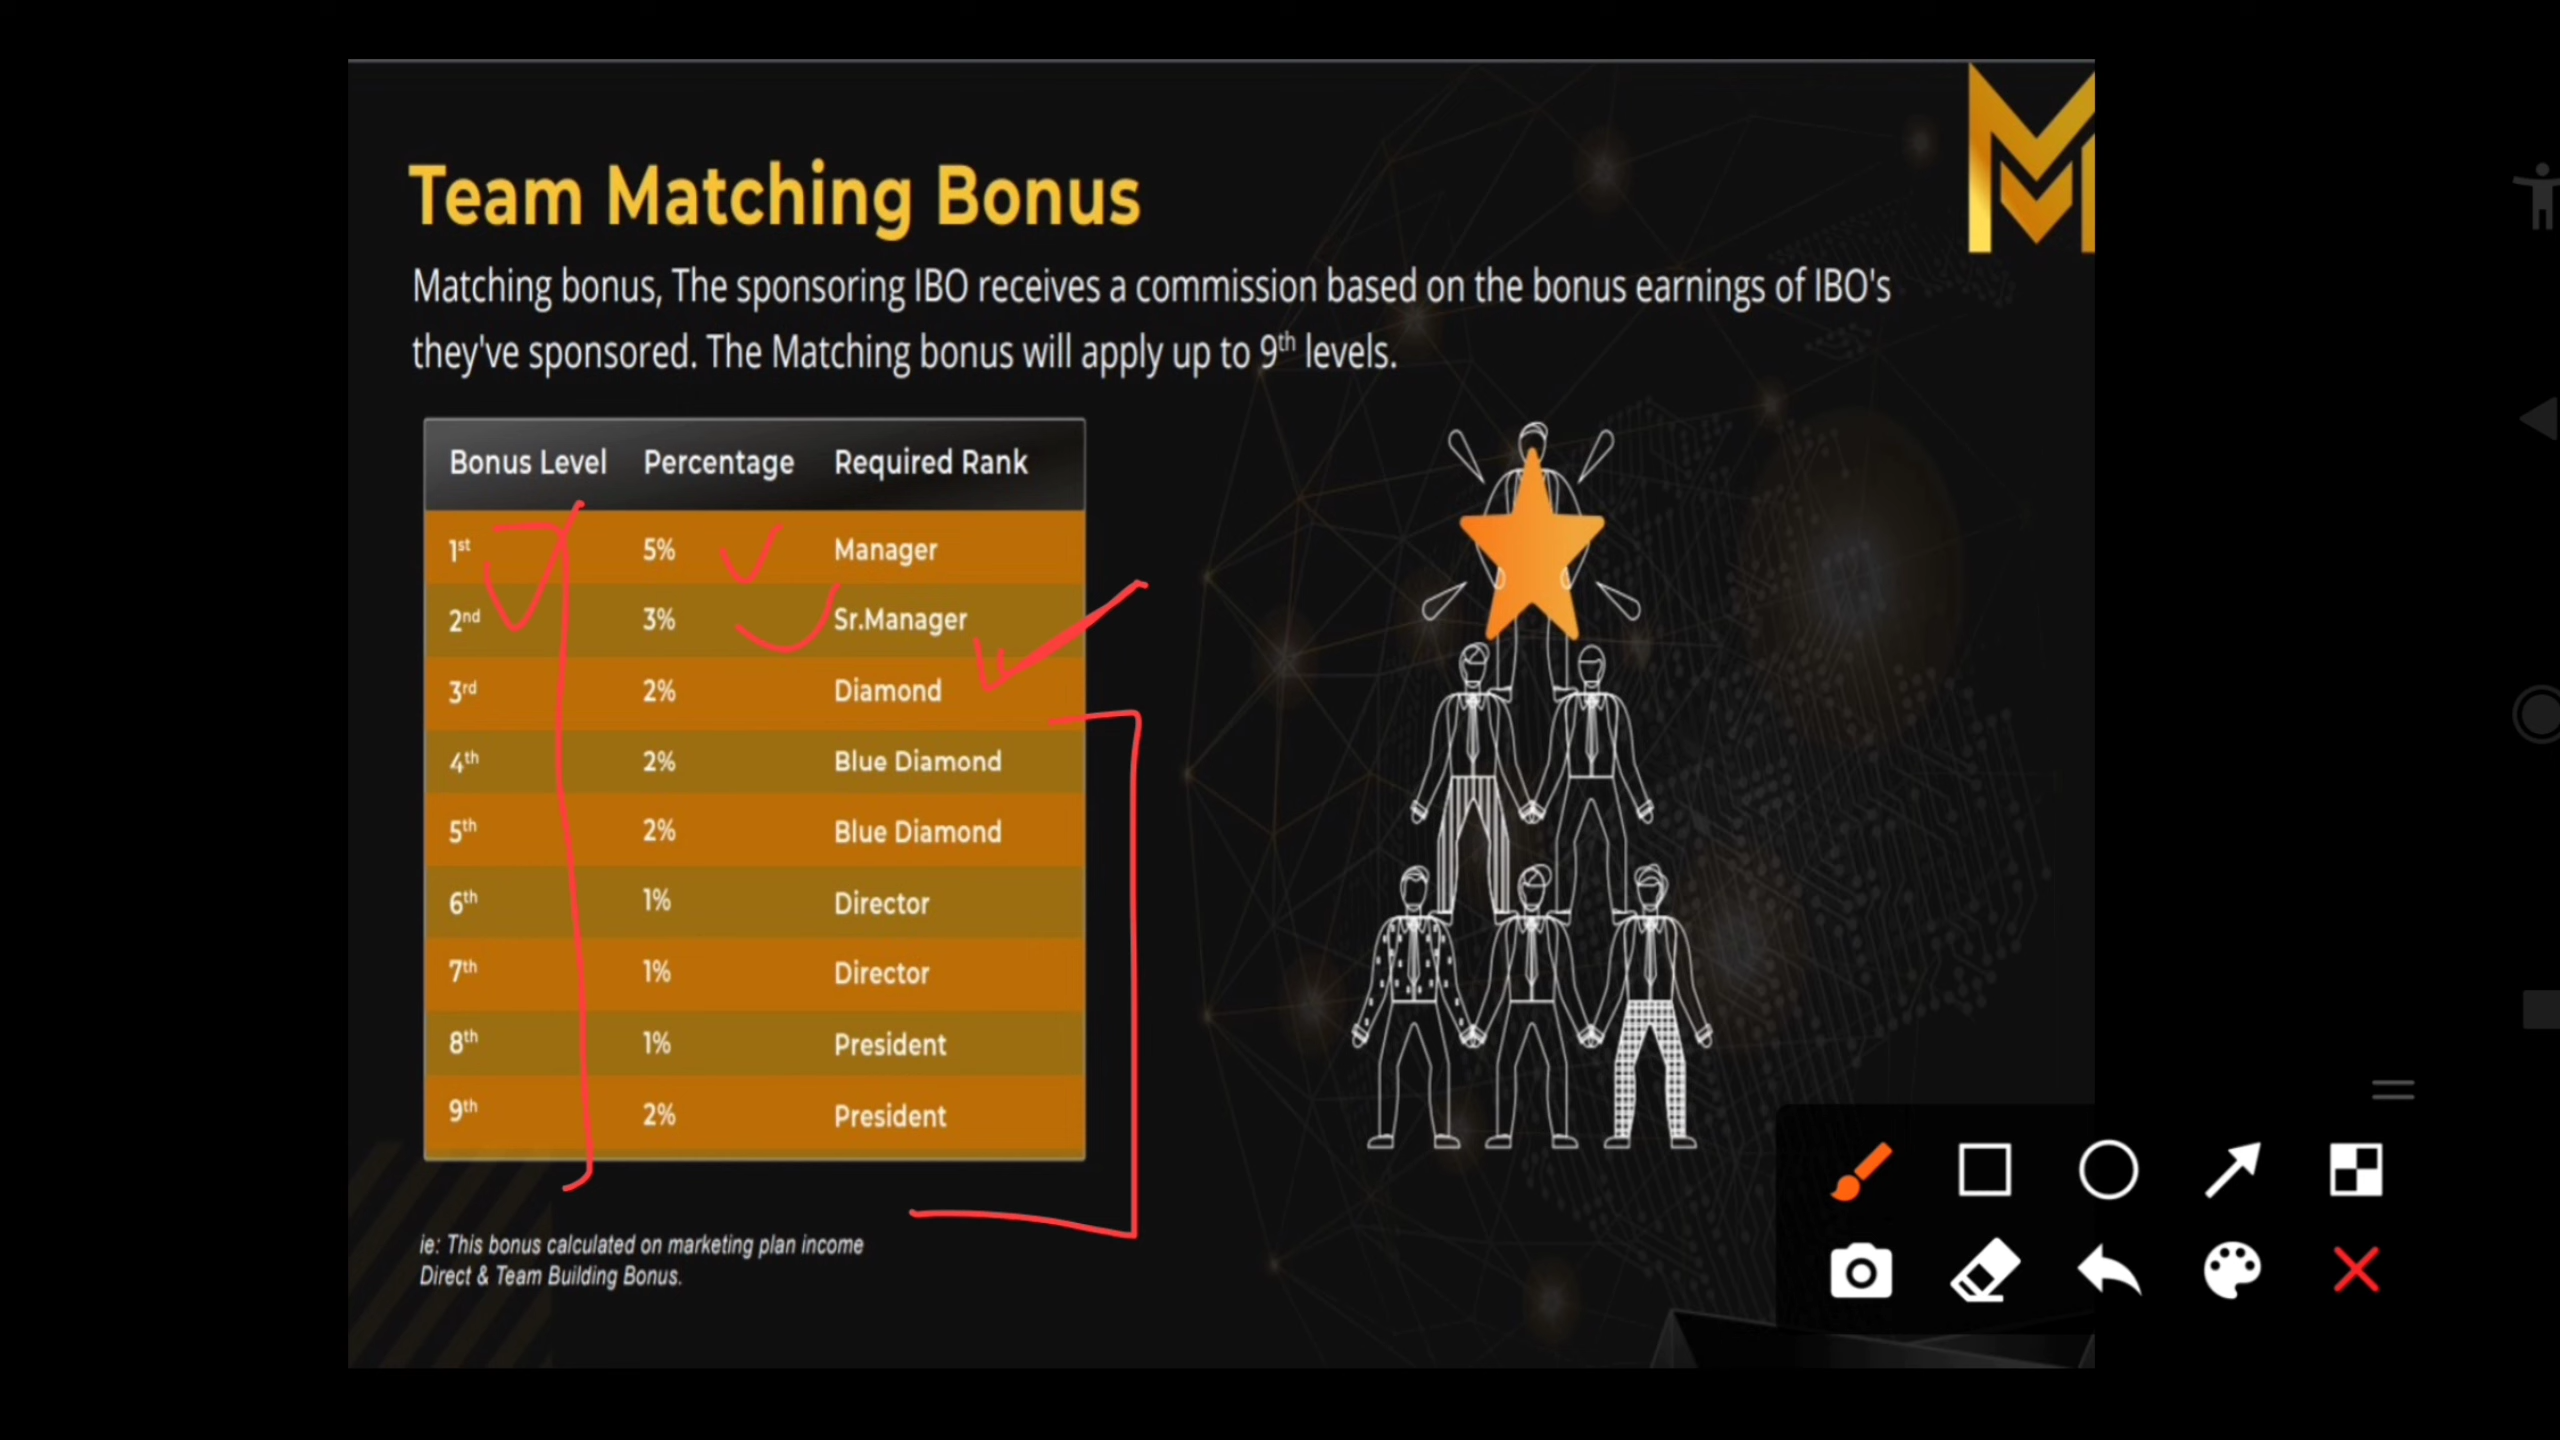 Team Matching Bonus
Matching bonus, The sponsoring IBO receives a commission based on the bonus earnings of IBO's
they've sponsored. The Matching bonus will apply up to 9th levels.
Bonus Level Percentage Required Rank
1st 5% Manager
2nd 3% Sr.Manager
3rd 2% Diamond
4th 2% Blue Diamond
5th 2% Blue Diamond
6th 1% Director
7th 1% Director
8th 1% President
9th 2% President
ie: This bonus calculated on marketing plan income
Direct & Team Building Bonus.